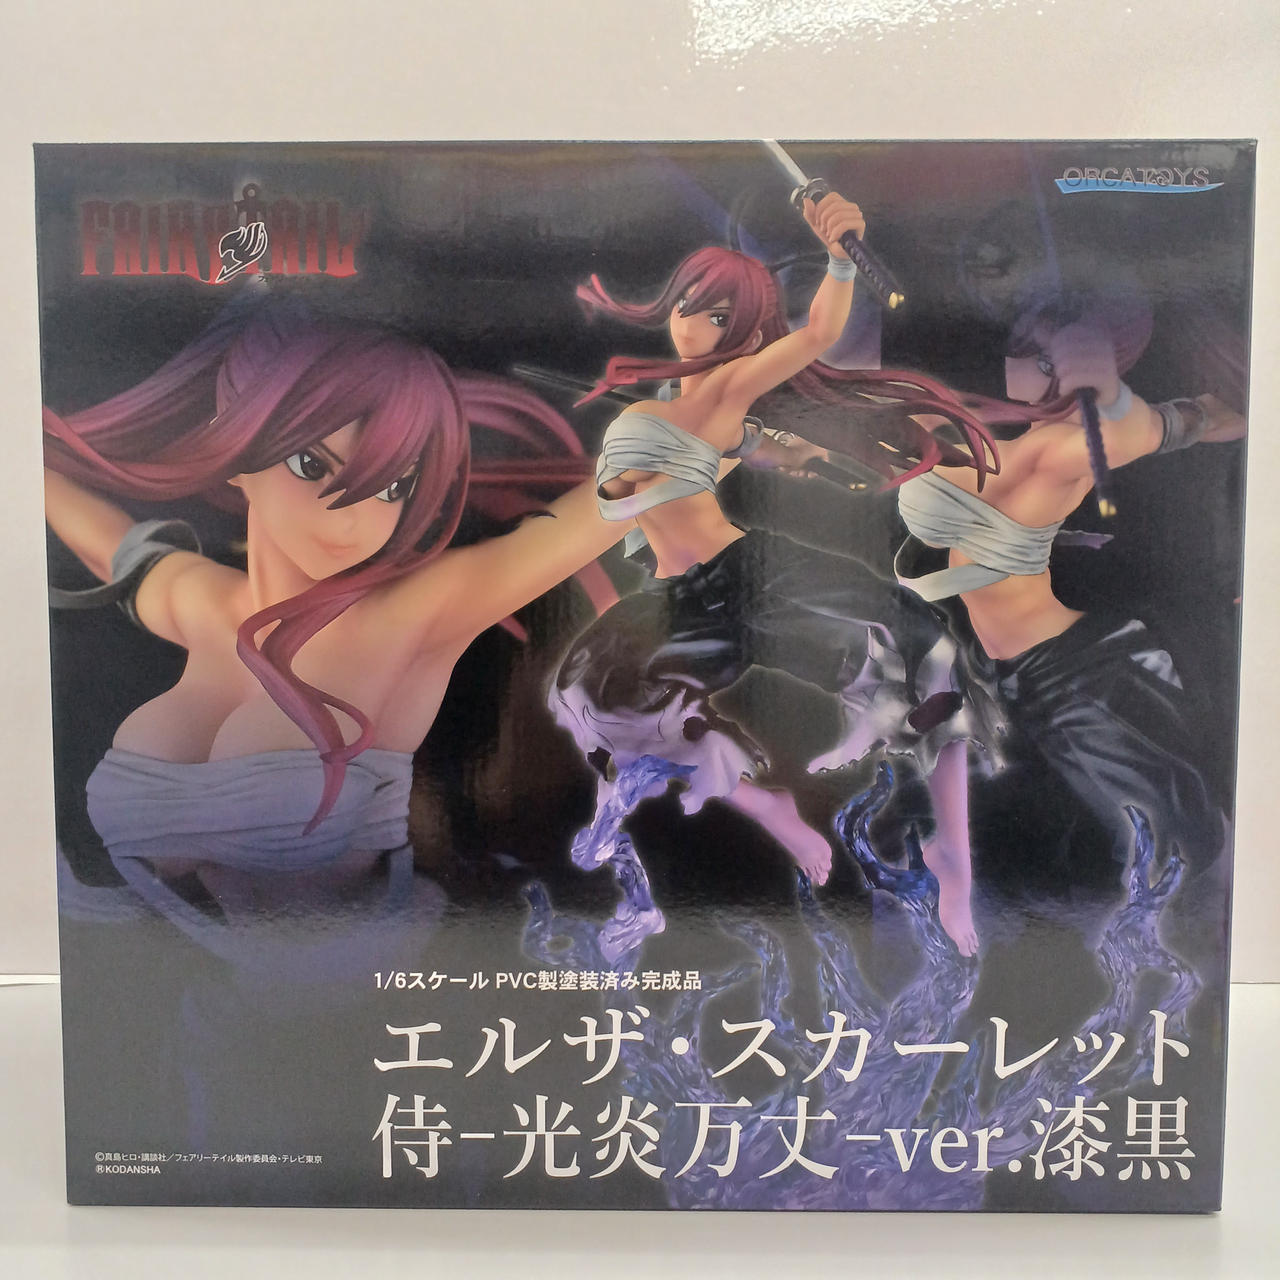 FAIRY TAIL
ORCATOYS
1/6スケール PVC製塗装済み完成品
エルザ・スカーレット
侍-光炎万丈-ver.漆黒
©真島ヒロ・講談社／フェアリーテイル製作委員会・テレビ東京
®KODANSHA